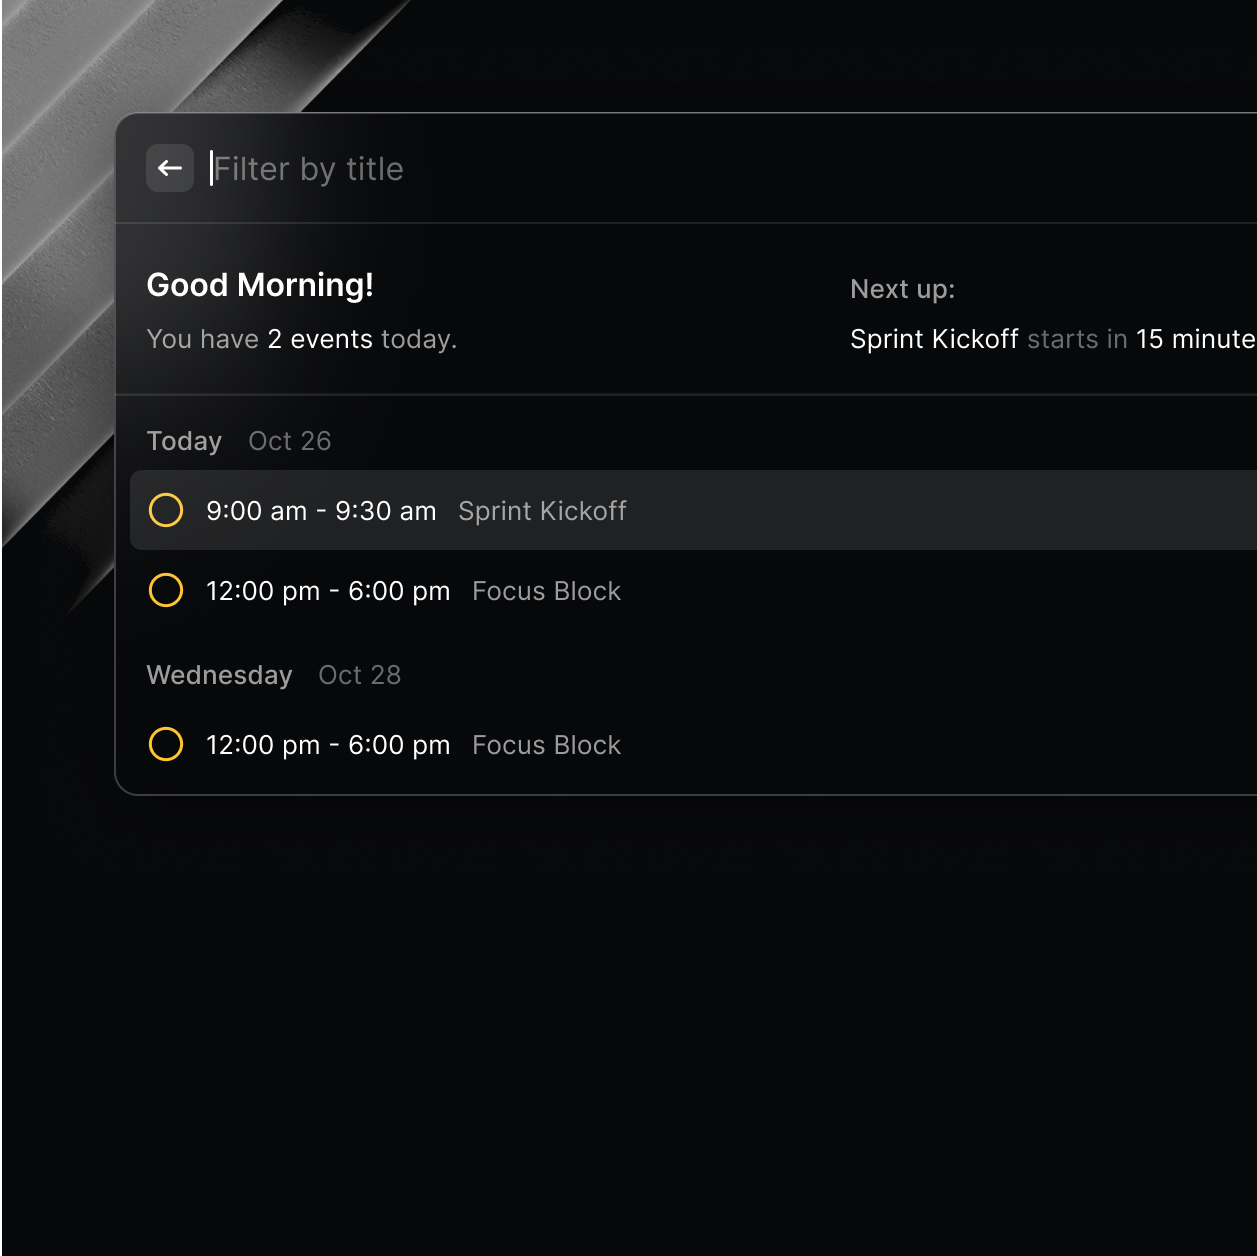 Filter by title
Good Morning!
You have 2 events today.
Next up:
Sprint Kickoff starts in 15 minute
Today Oct 26
9:00 am - 9:30 am Sprint Kickoff
12:00 pm - 6:00 pm Focus Block
Wednesday Oct 28
12:00 pm - 6:00 pm Focus Block